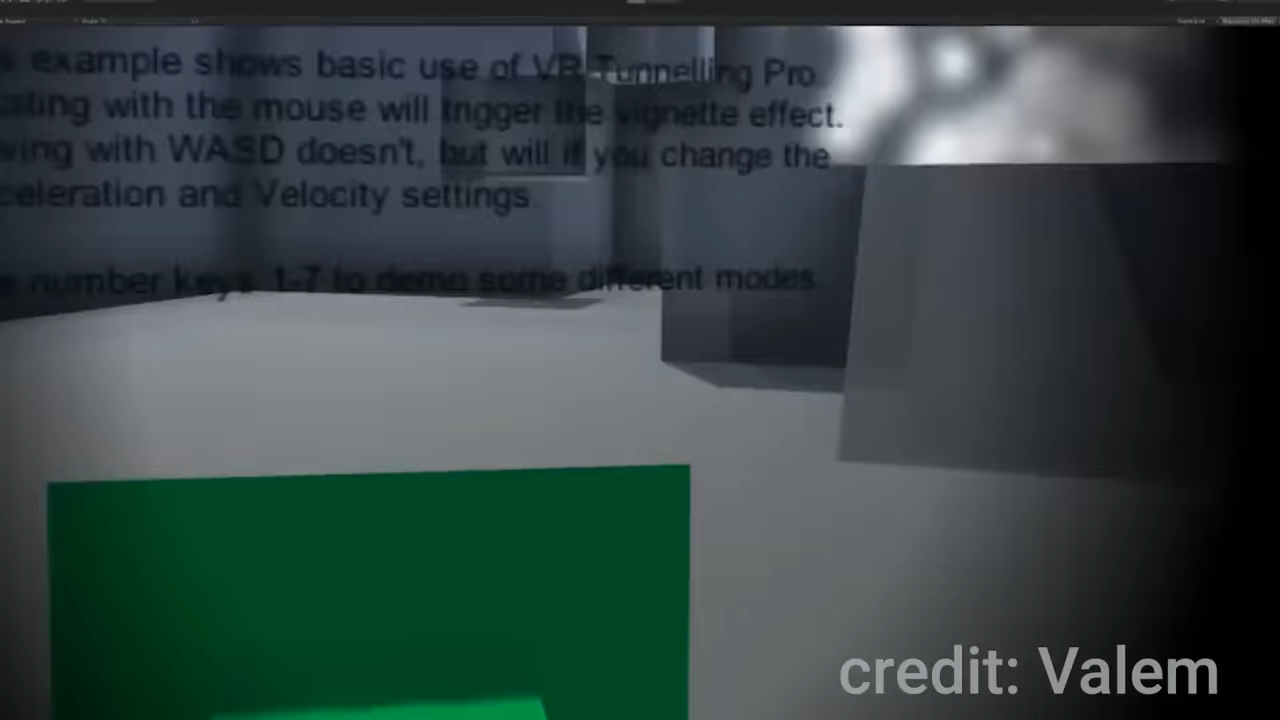 s example shows basic use of VR Tunnelling Pro
ating with the mouse will trigger the vignette effect.
ving with WASD doesn't, but will if you change the
celeration and Velocity settings.
number keys 1-7 to demo some different modes.
credit: Valem